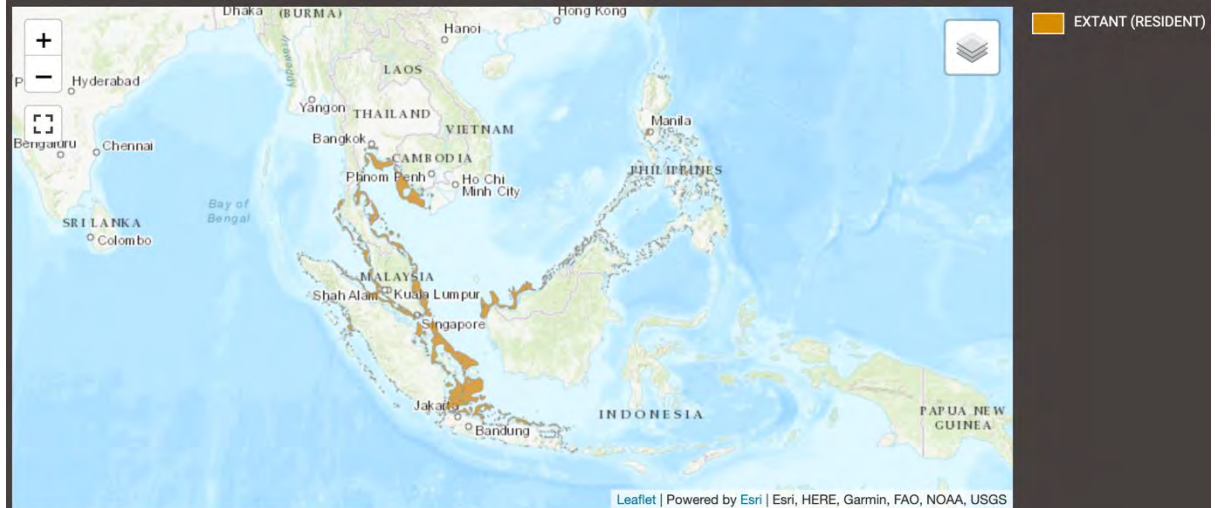 EXTANT (RESIDENT)
+
−
Dhaka
(BURMA)
Hong Kong
Hanoi
Irrawaddy
LAOS
P
Hyderabad
Yangon
THAILAND
VIETNAM
Manila
Bangkok
Bengaluru
Chennai
CAMBODIA
Phnom Penh
Ho Chi
Minh City
PHILIPPINES
Bay of
Bengal
SRI LANKA
Colombo
MALAYSIA
Shah Alam
Kuala Lumpur
Singapore
Jakarta
Bandung
INDONESIA
PAPUA NEW
GUINEA
Leaflet | Powered by Esri | Esri, HERE, Garmin, FAO, NOAA, USGS